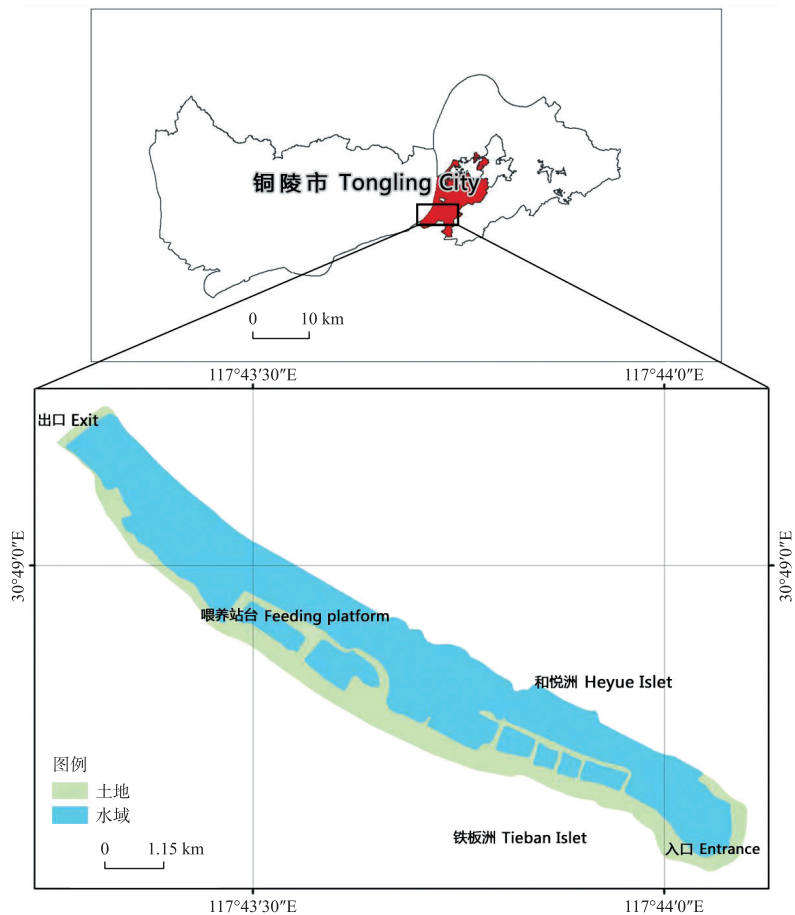 铜陵市 Tongling City
0 10 km
117°43′30″E 117°44′0″E
出口 Exit
30°49′0″E 30°49′0″E
喂养站台 Feeding platform
和悦洲 Heyue Islet
图例
土地
水域
铁板洲 Tieban Islet
入口 Entrance
0 1.15 km
117°43′30″E 117°44′0″E